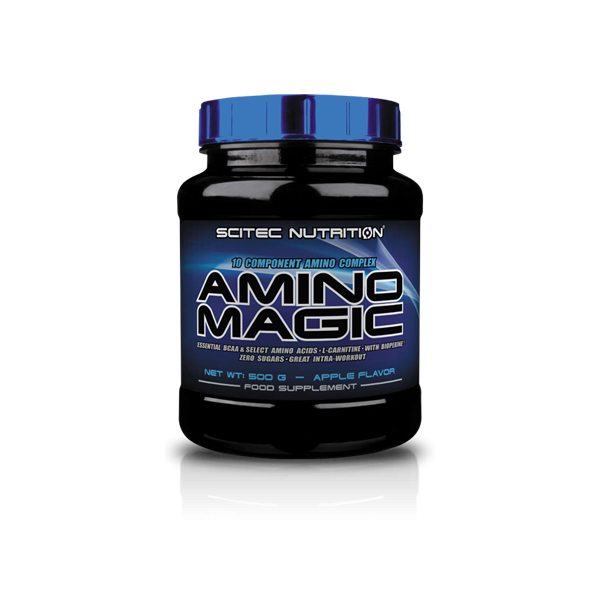 SCITEC NUTRITION®
10 COMPONENT AMINO COMPLEX
AMINO
MAGIC
ESSENTIAL BCAA & SELECT AMINO ACIDS • L-CARNITINE • WITH BIOPERINE®
ZERO SUGARS • GREAT INTRA-WORKOUT
NET WT: 500 G — APPLE FLAVOR
FOOD SUPPLEMENT